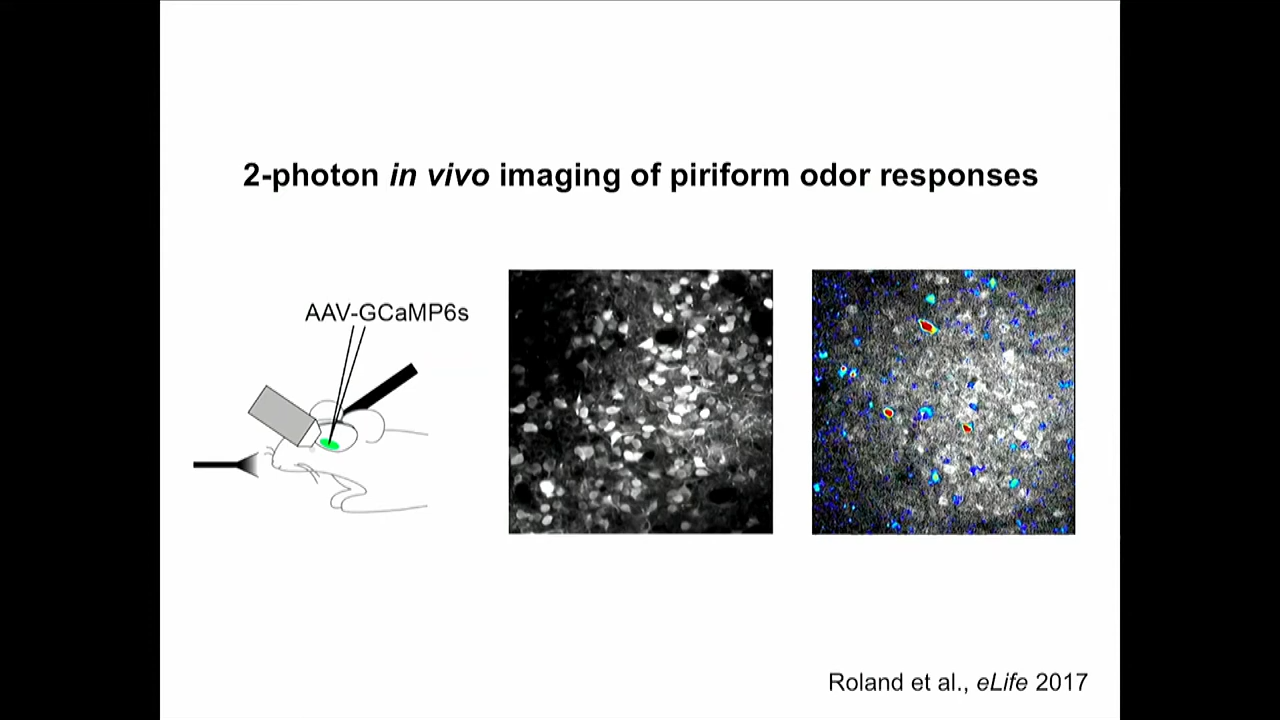 2-photon in vivo imaging of piriform odor responses
AAV-GCaMP6s
Roland et al., eLife 2017